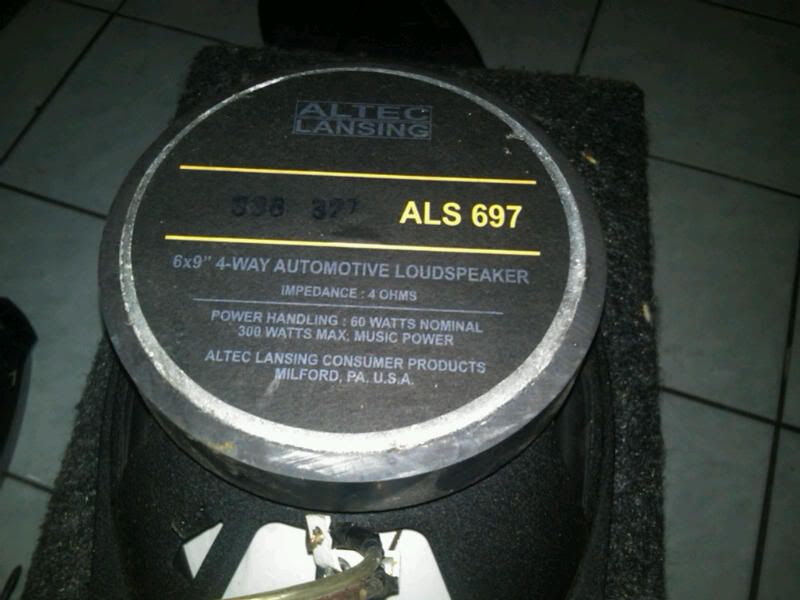 ALTEC
LANSING
ALS 697
6x9" 4-WAY AUTOMOTIVE LOUDSPEAKER
IMPEDANCE : 4 OHMS
POWER HANDLING : 60 WATTS NOMINAL
300 WATTS MAX. MUSIC POWER
ALTEC LANSING CONSUMER PRODUCTS
MILFORD, PA. U.S.A.